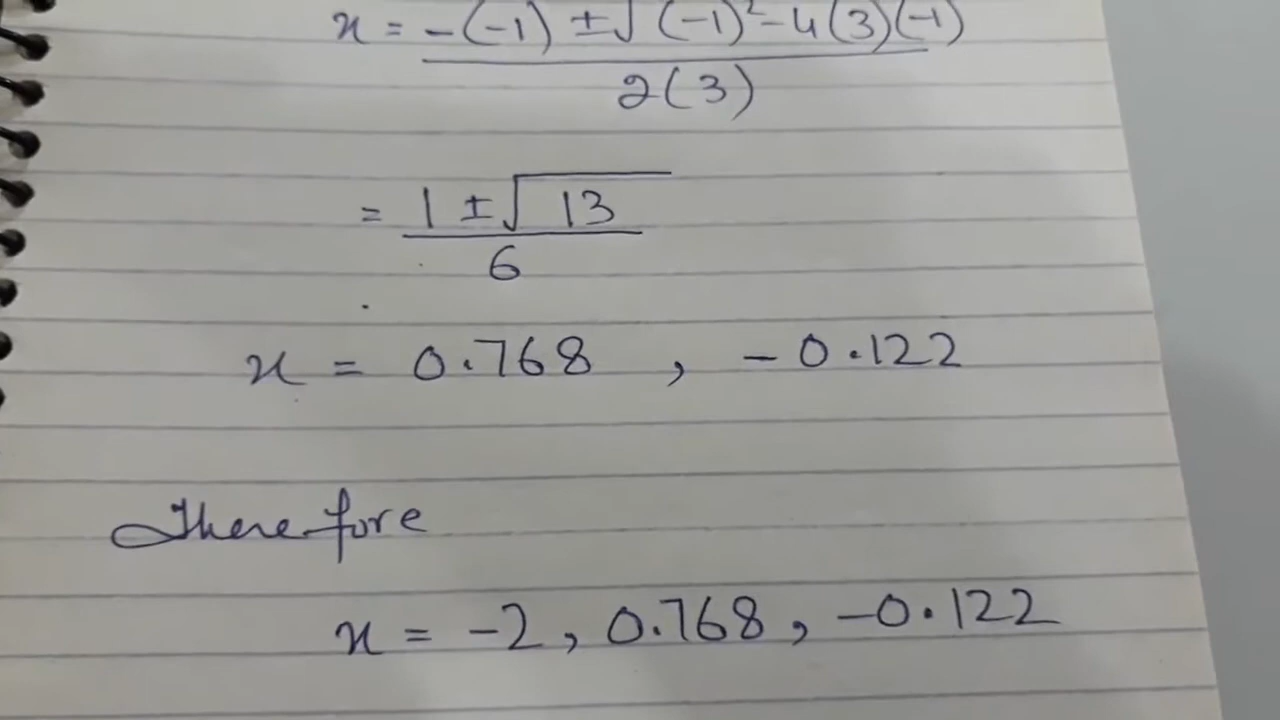 x = -(-1) ±√(-1)²-4(3)(-1)
2(3)
= 1 ±√13
6
x = 0.768 , -0.122
Therefore
x = -2, 0.768, -0.122